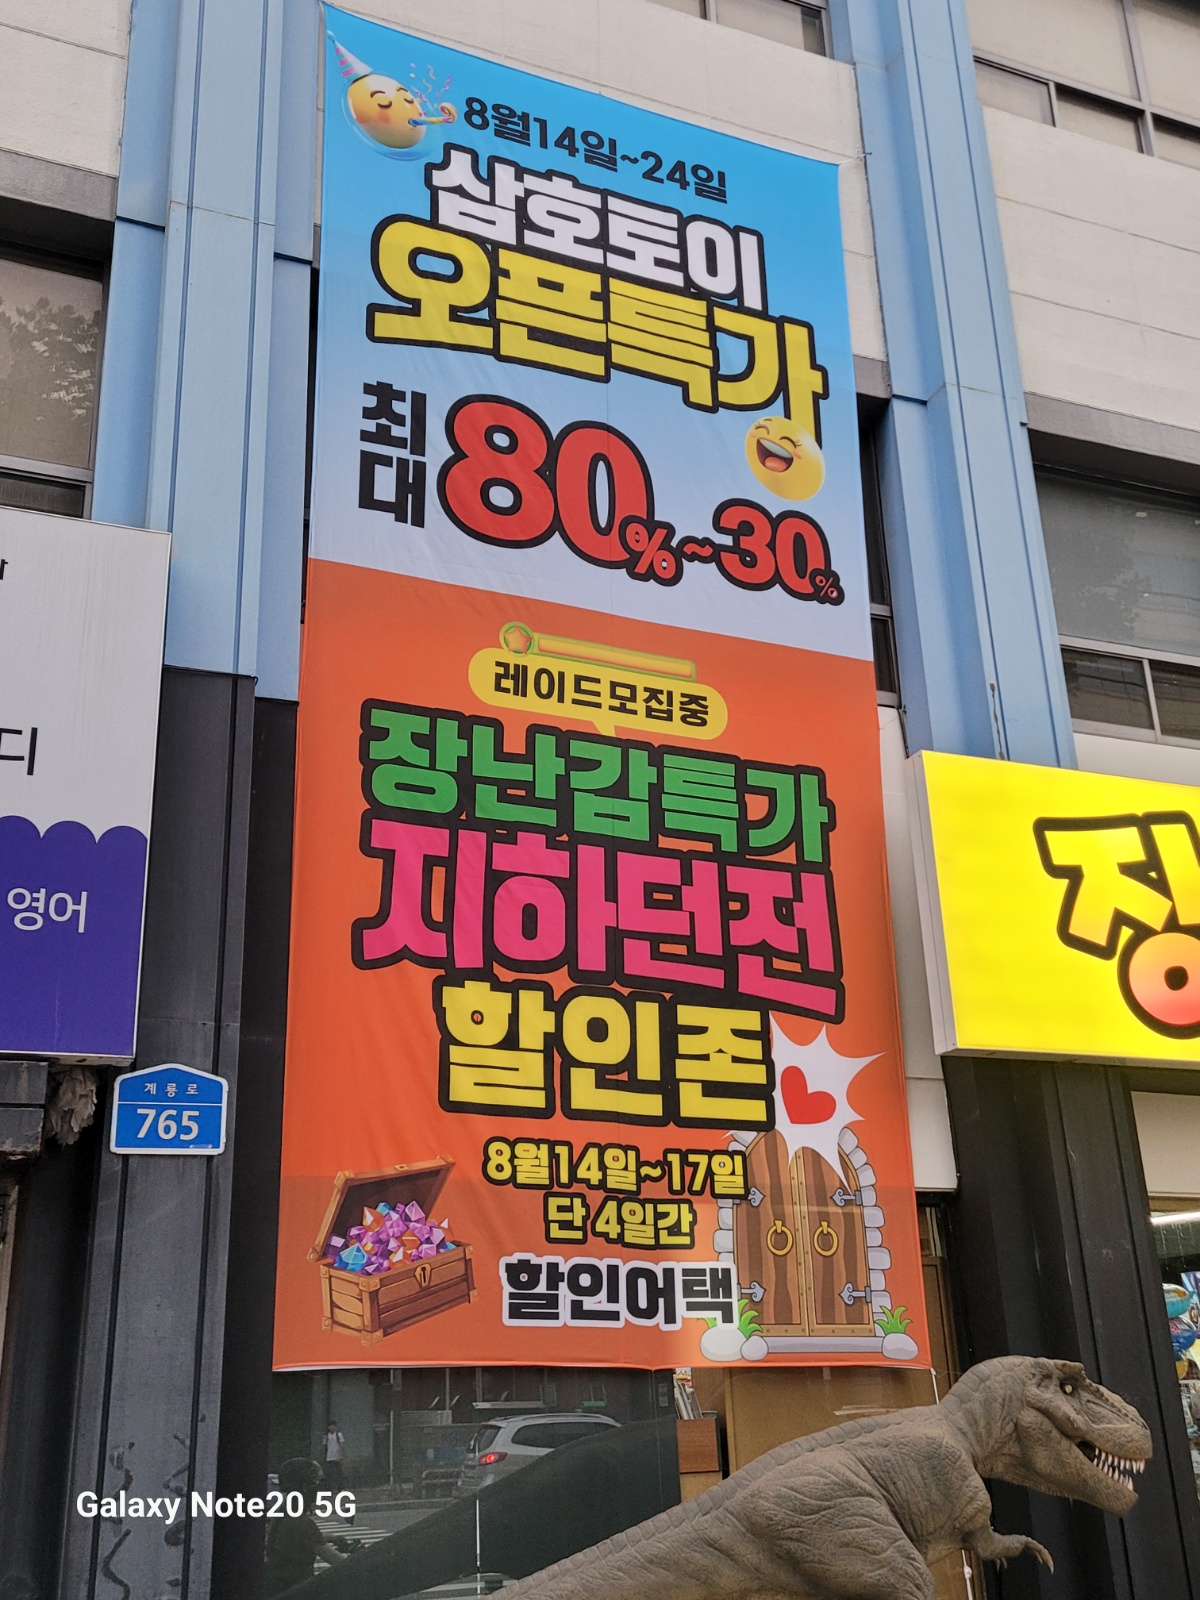 8월14일~24일
삼호토이
오픈특가
최대 80%~30%
레이드모집중
장난감특가
지하던전
할인존
8월14일~17일
단 4일간
할인어택
디
영어
계룡로
765
장
Galaxy Note20 5G